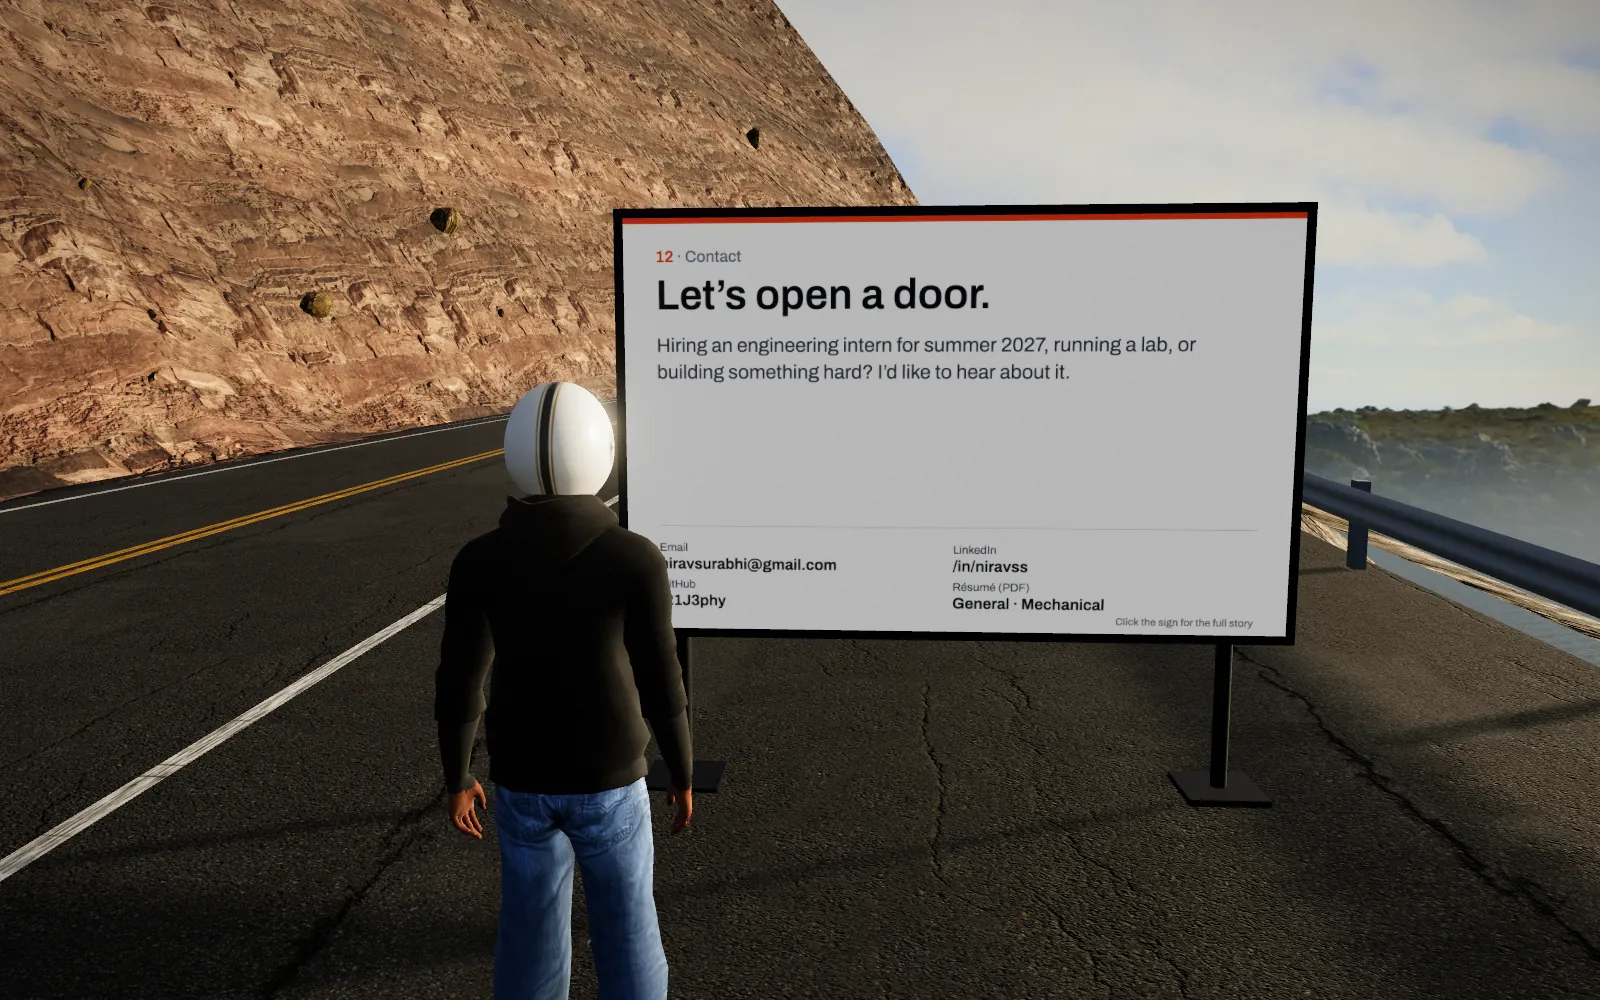 12 · Contact
Let’s open a door.
Hiring an engineering intern for summer 2027, running a lab, or
building something hard? I’d like to hear about it.
Email
niravsurabhi@gmail.com
LinkedIn
/in/niravss
Résumé (PDF)
General · Mechanical
Click the sign for the full story